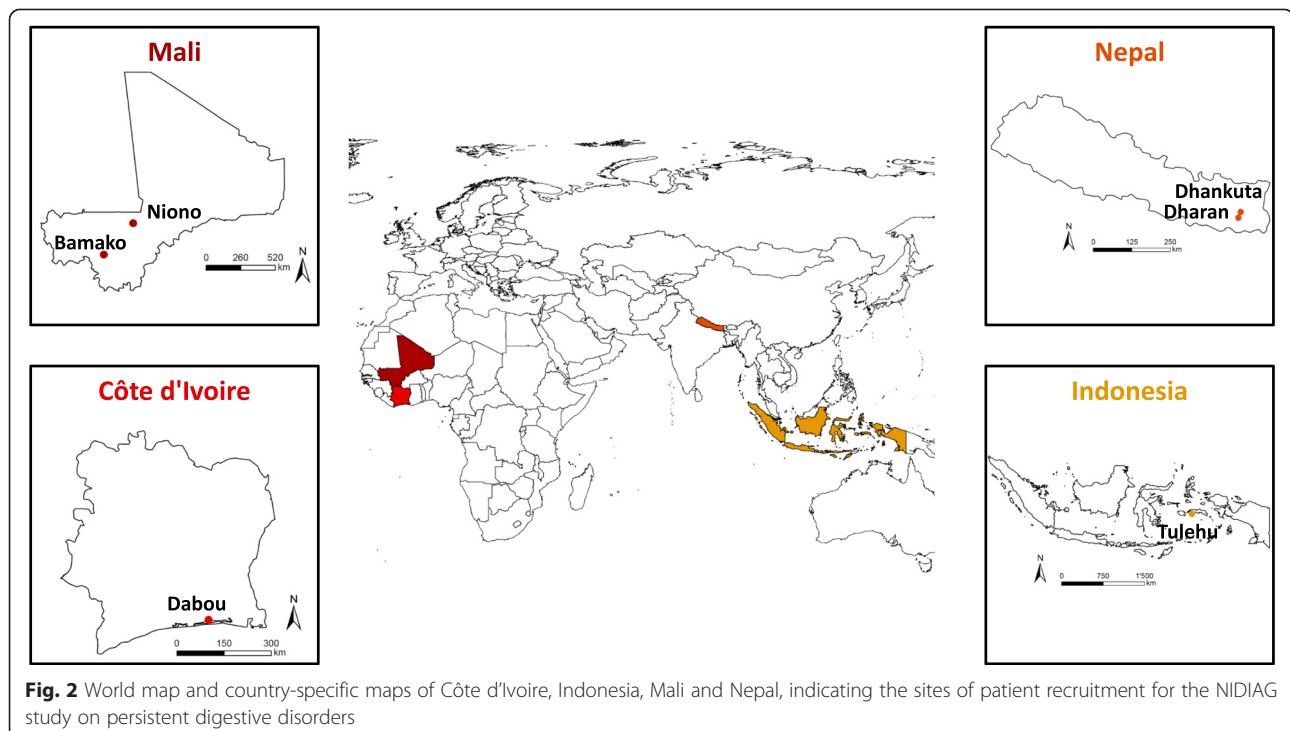 Mali
Niono
Bamako
0 260 520
km
N
Nepal
Dhankuta
Dharan
N
0 125 250
km
Côte d'Ivoire
Dabou
N
0 150 300
km
Indonesia
Tulehu
N
0 750 1'500
km
Fig. 2 World map and country-specific maps of Côte d’Ivoire, Indonesia, Mali and Nepal, indicating the sites of patient recruitment for the NIDIAG
study on persistent digestive disorders